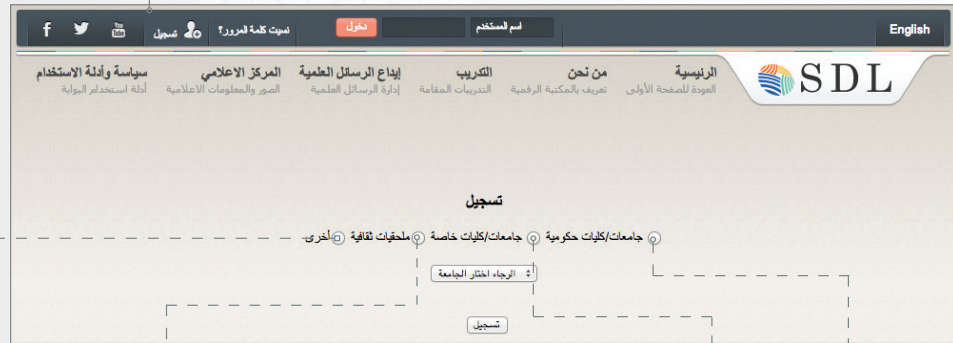 English
اسم المستخدم
دخول
نسيت كلمة المرور؟
تسجيل
You Tube
SDL
الرئيسية
العودة للصفحة الأولى
من نحن
تعريف بالمكتبة الرقمية
التدريب
التدريبات المقامة
إيداع الرسائل العلمية
إدارة الرسائل العلمية
المركز الاعلامي
الصور والمعلومات الاعلامية
سياسة وأدلة الاستخدام
أدلة استخدام البوابة
تسجيل
جامعات/كليات حكومية جامعات/كليات خاصة ملحقيات ثقافية أخرى
الرجاء اختار الجامعة
تسجيل